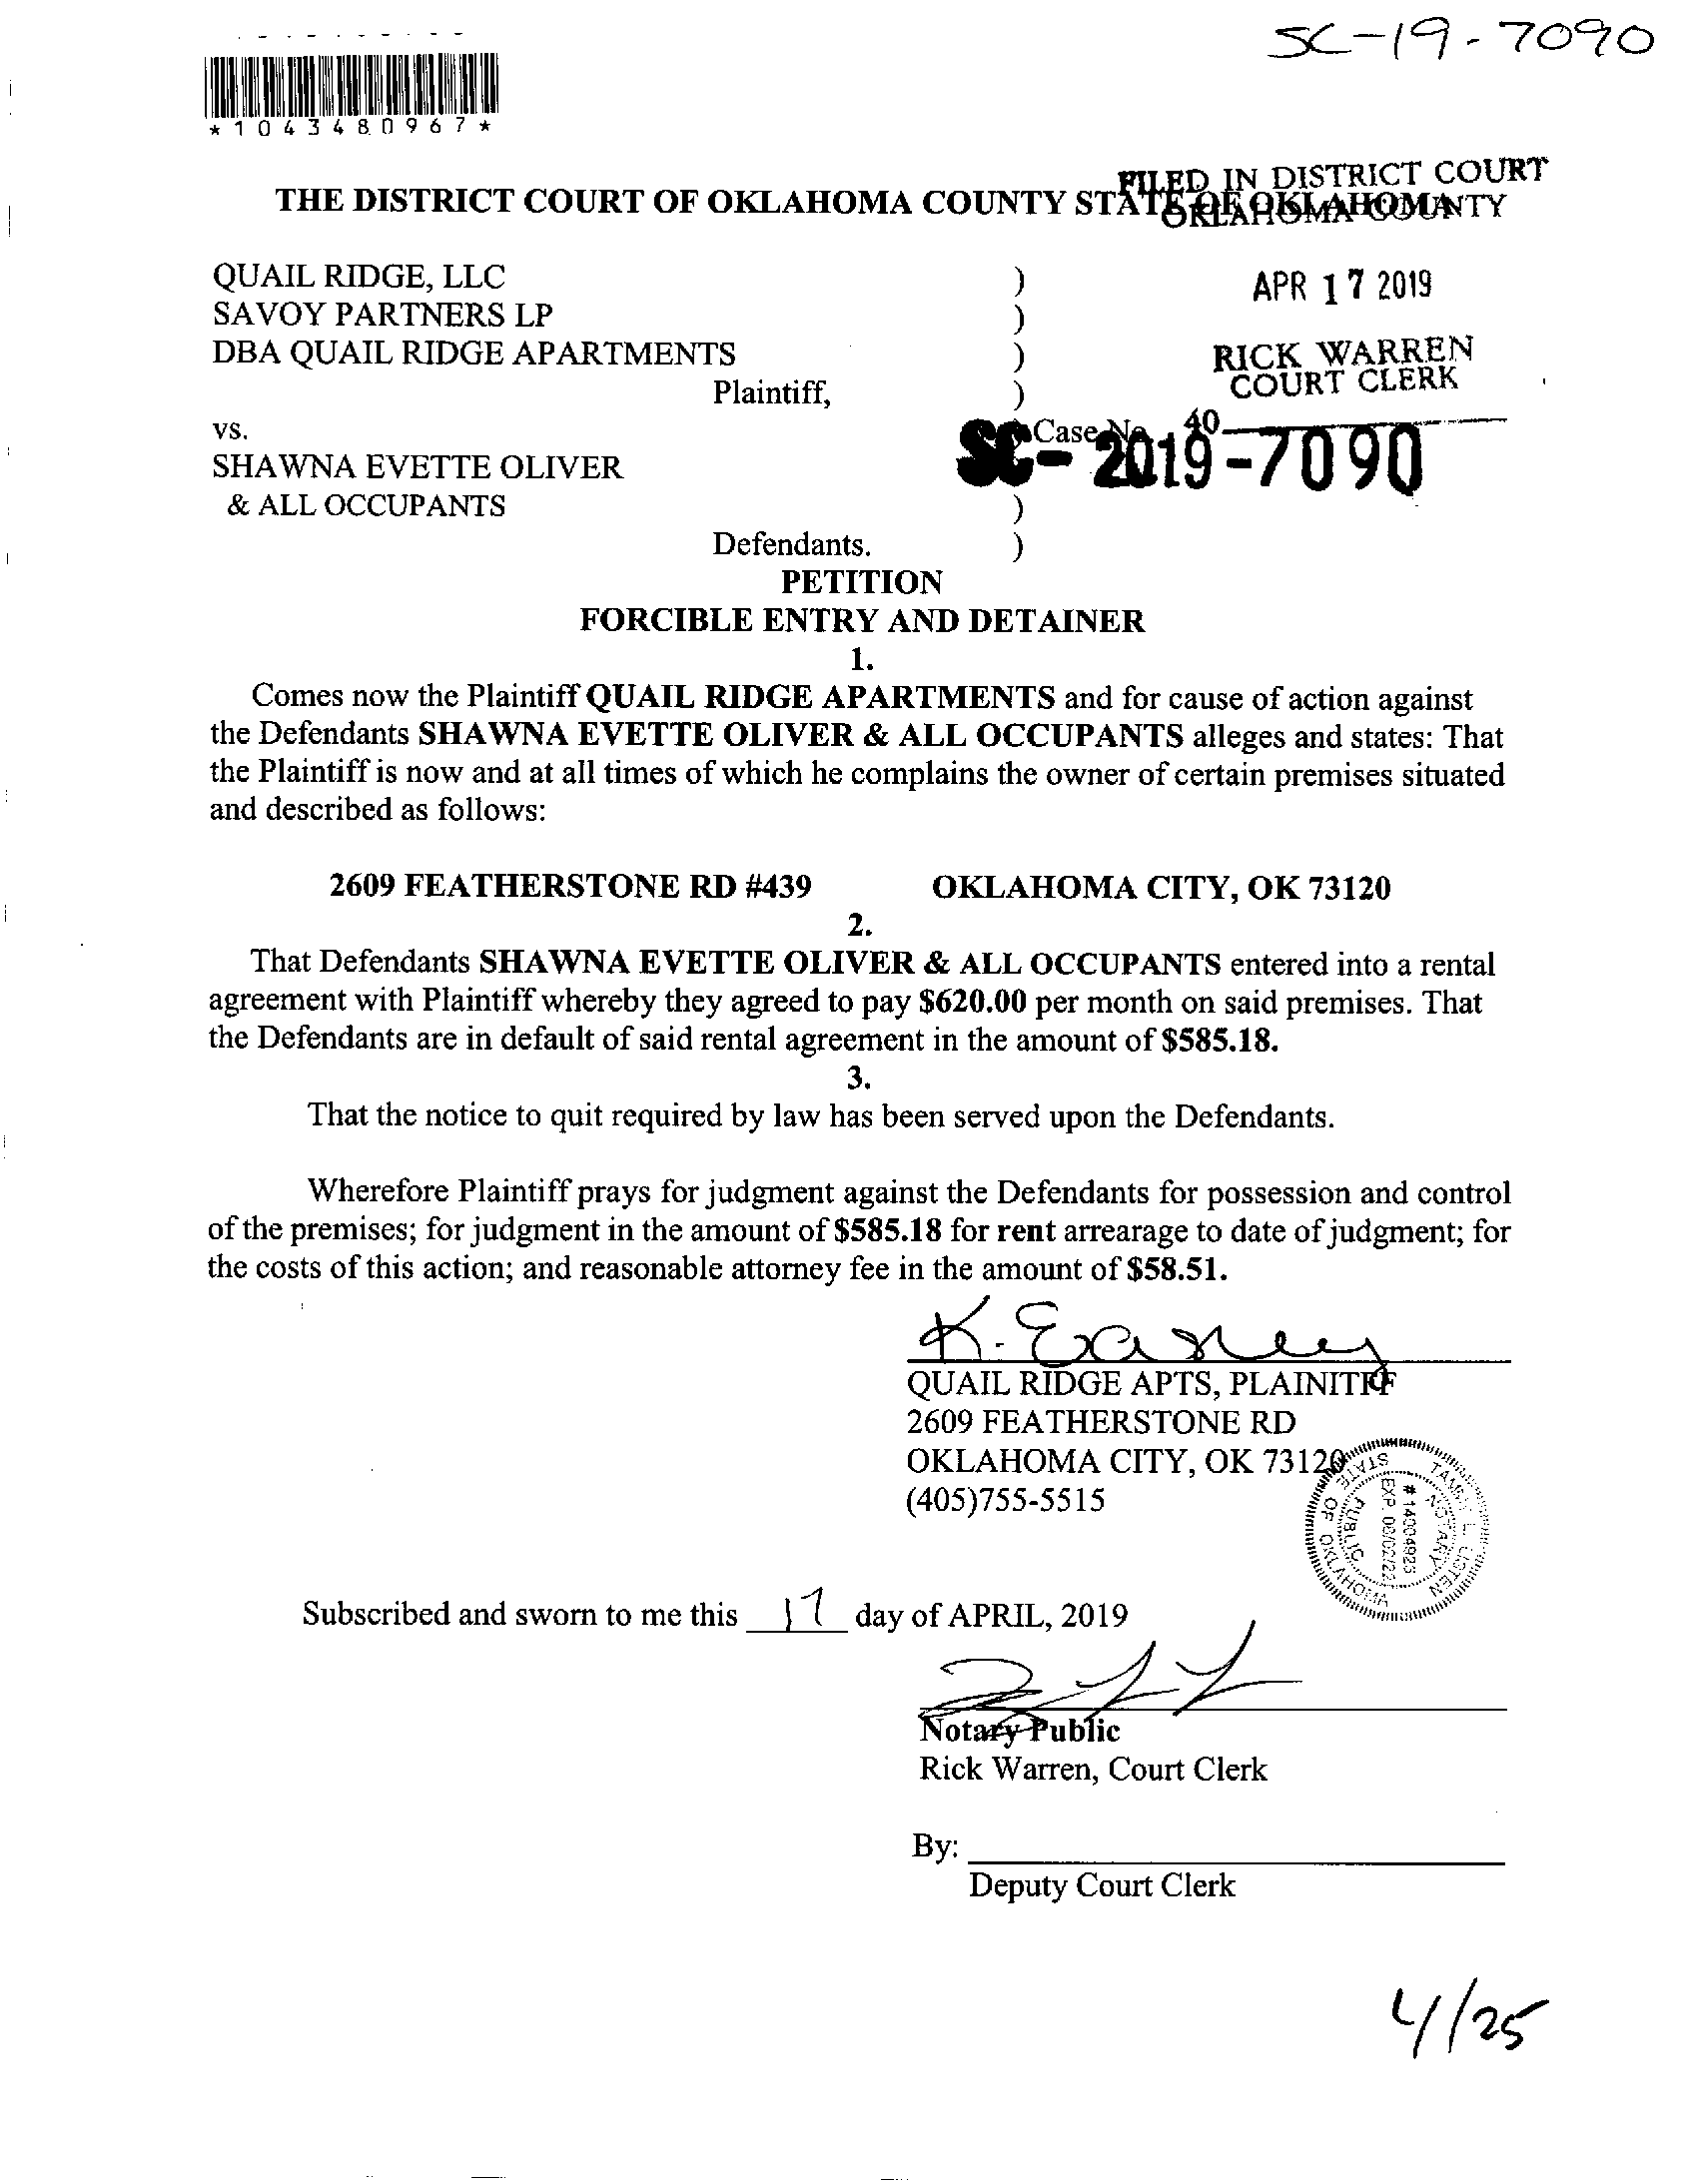 SC-19-7090
*1043480967*
FILED IN DISTRICT COURT
OKLAHOMA COUNTY
THE DISTRICT COURT OF OKLAHOMA COUNTY STATE OF OKLAHOMA
QUAIL RIDGE, LLC )
SAVOY PARTNERS LP )
DBA QUAIL RIDGE APARTMENTS )
Plaintiff, )
APR 17 2019
RICK WARREN
COURT CLERK
40
vs.
Case No.
SC-2019-7090
SHAWNA EVETTE OLIVER
& ALL OCCUPANTS )
Defendants. )
PETITION
FORCIBLE ENTRY AND DETAINER
1.
Comes now the Plaintiff QUAIL RIDGE APARTMENTS and for cause of action against
the Defendants SHAWNA EVETTE OLIVER & ALL OCCUPANTS alleges and states: That
the Plaintiff is now and at all times of which he complains the owner of certain premises situated
and described as follows:
2609 FEATHERSTONE RD #439 OKLAHOMA CITY, OK 73120
2.
That Defendants SHAWNA EVETTE OLIVER & ALL OCCUPANTS entered into a rental
agreement with Plaintiff whereby they agreed to pay $620.00 per month on said premises. That
the Defendants are in default of said rental agreement in the amount of $585.18.
3.
That the notice to quit required by law has been served upon the Defendants.
Wherefore Plaintiff prays for judgment against the Defendants for possession and control
of the premises; for judgment in the amount of $585.18 for rent arrearage to date of judgment; for
the costs of this action; and reasonable attorney fee in the amount of $58.51.
K. Easley
QUAIL RIDGE APTS, PLAINITFF
2609 FEATHERSTONE RD
OKLAHOMA CITY, OK 73120
(405)755-5515
L. LISTEN
NOTARY
# 14004925
EXP. 06/02/22
PUBLIC
STATE OF OKLAHOMA
Subscribed and sworn to me this 17 day of APRIL, 2019
Notary Public
Rick Warren, Court Clerk
By:
Deputy Court Clerk
4/25